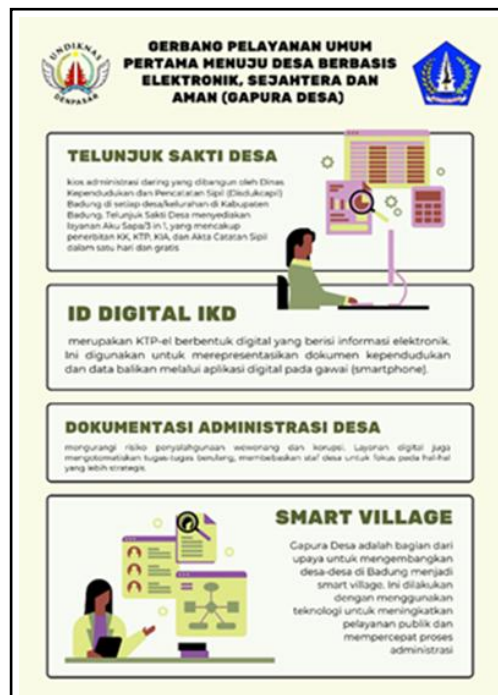 UNDIKNAS
DENPASAR
GERBANG PELAYANAN UMUM
PERTAMA MENUJU DESA BERBASIS
ELEKTRONIK, SEJAHTERA DAN
AMAN (GAPURA DESA)
TELUNJUK SAKTI DESA
kios administrasi daring yang dibangun oleh Dinas
Kependudukan dan Pencatatan Sipil (Disdukcapil)
Badung di setiap desa/kelurahan di Kabupaten
Badung. Telunjuk Sakti Desa menyediakan
layanan Aku Sapa/3 in 1, yang mencakup
penerbitan KK, KTP, KIA, dan Akta Catatan Sipil
dalam satu hari dan gratis
ID DIGITAL IKD
merupakan KTP-el berbentuk digital yang berisi informasi elektronik.
Ini digunakan untuk merepresentasikan dokumen kependudukan
dan data balikan melalui aplikasi digital pada gawai (smartphone).
DOKUMENTASI ADMINISTRASI DESA
mengurangi risiko penyalahgunaan wewenang dan korupsi. Layanan digital juga
mengotomatiskan tugas-tugas berulang, membebaskan staf desa untuk fokus pada hal-hal
yang lebih strategis.
SMART VILLAGE
Gapura Desa adalah bagian dari
upaya untuk mengembangkan
desa-desa di Badung menjadi
smart village. Ini dilakukan
dengan menggunakan
teknologi untuk meningkatkan
pelayanan publik dan
mempercepat proses
administrasi